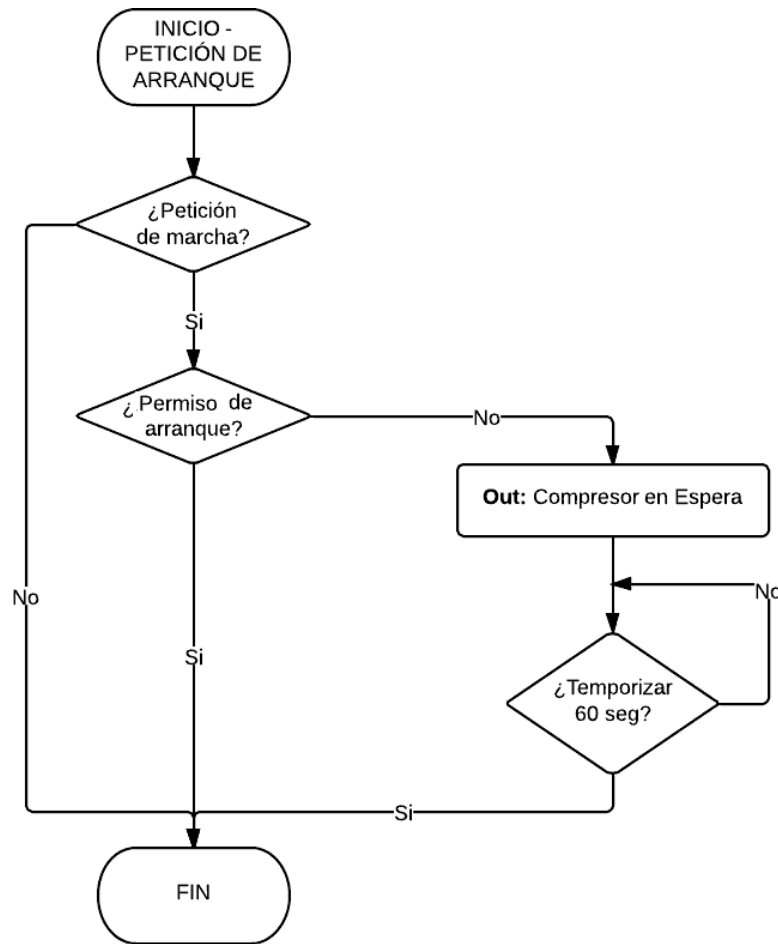 INICIO -
PETICIÓN DE
ARRANQUE
¿Petición
de marcha?
Si
¿Permiso de
arranque?
No
Out: Compresor en Espera
No
No
Si
¿Temporizar
60 seg?
Si
FIN